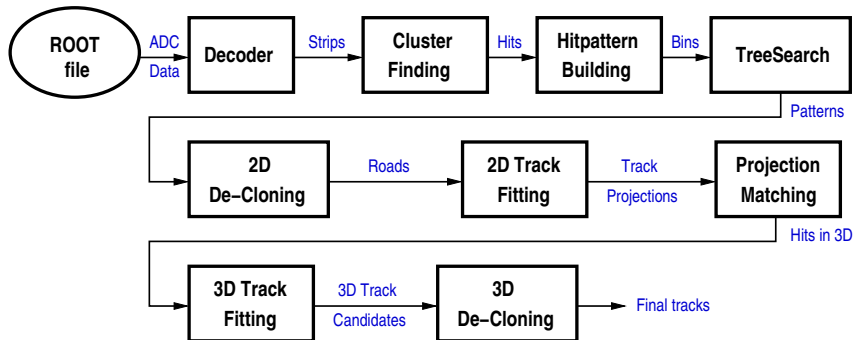 ROOT
file
ADC
Data
Decoder
Strips
Cluster
Finding
Hits
Hitpattern
Building
Bins
TreeSearch
Patterns
2D
De−Cloning
Roads
2D Track
Fitting
Track
Projections
Projection
Matching
Hits in 3D
3D Track
Fitting
3D Track
Candidates
3D
De−Cloning
Final tracks